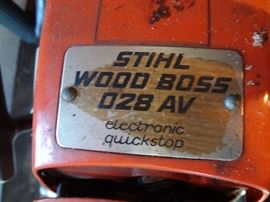 STIHL
WOOD BOSS
028 AV
electronic
quickstop